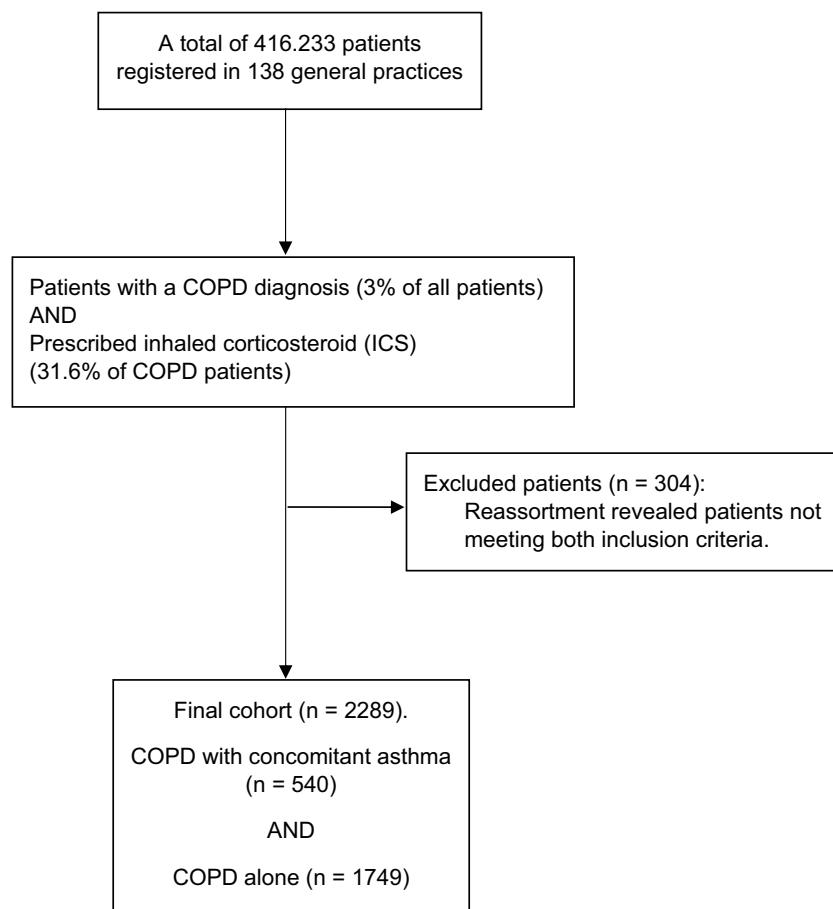 A total of 416.233 patients
registered in 138 general practices
Patients with a COPD diagnosis (3% of all patients)
AND
Prescribed inhaled corticosteroid (ICS)
(31.6% of COPD patients)
Excluded patients (n = 304):
Reassortment revealed patients not
meeting both inclusion criteria.
Final cohort (n = 2289).
COPD with concomitant asthma
(n = 540)
AND
COPD alone (n = 1749)